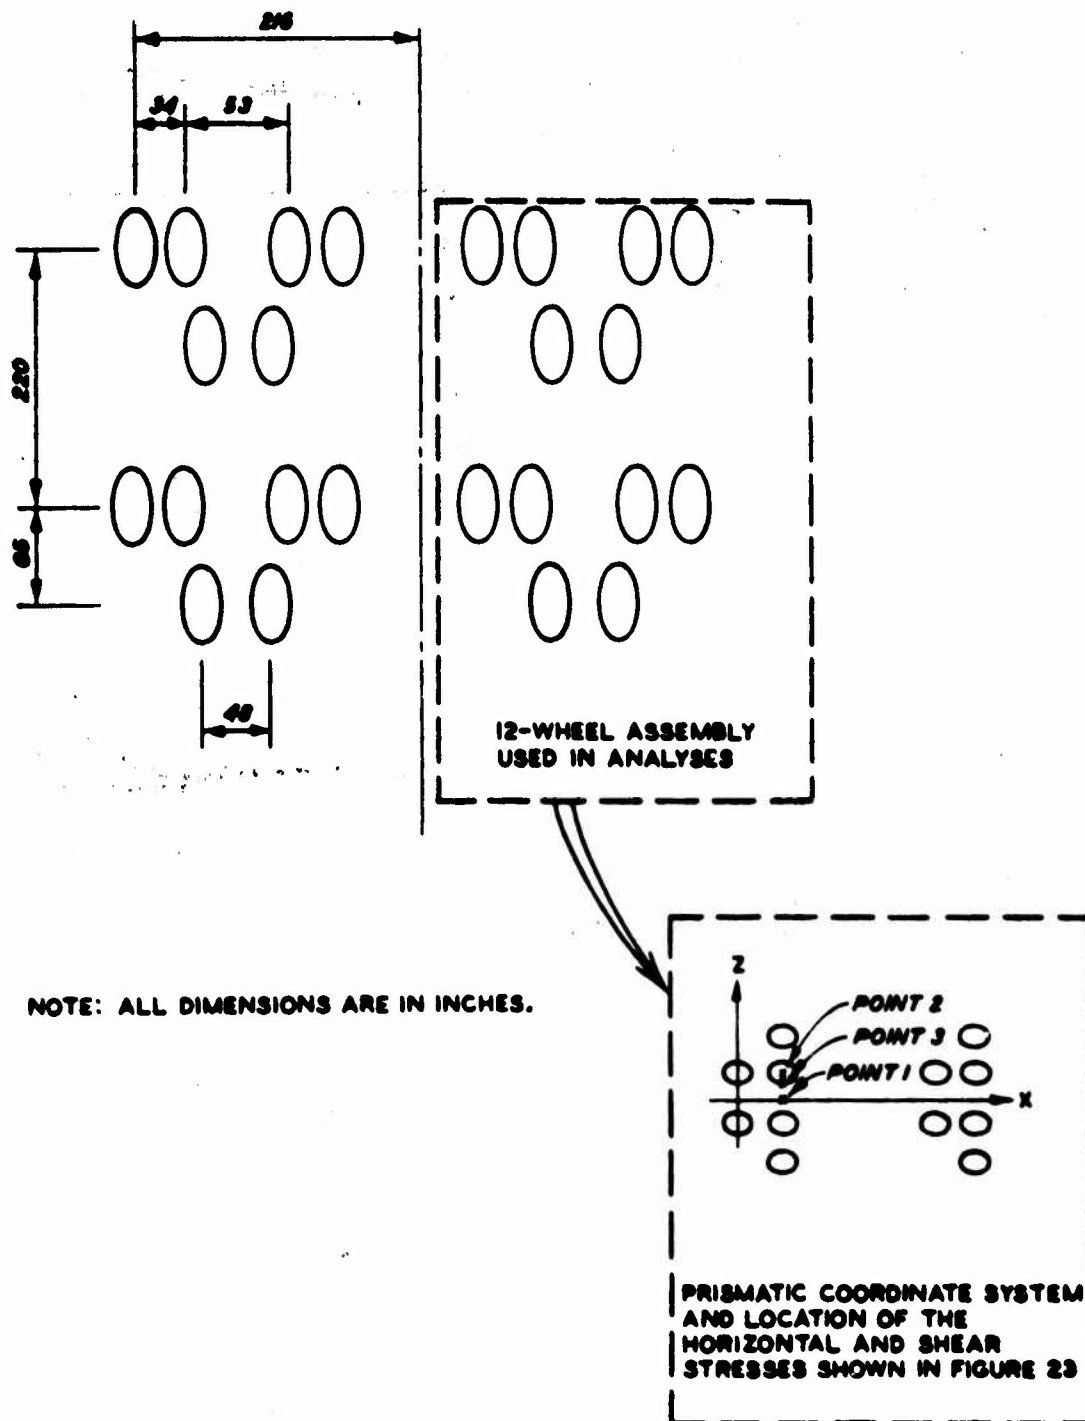 216
34
53
220
65
48
12-WHEEL ASSEMBLY
USED IN ANALYSES
NOTE: ALL DIMENSIONS ARE IN INCHES.
Z
POINT 2
POINT 3
POINT 1
X
PRISMATIC COORDINATE SYSTEM
AND LOCATION OF THE
HORIZONTAL AND SHEAR
STRESSES SHOWN IN FIGURE 23